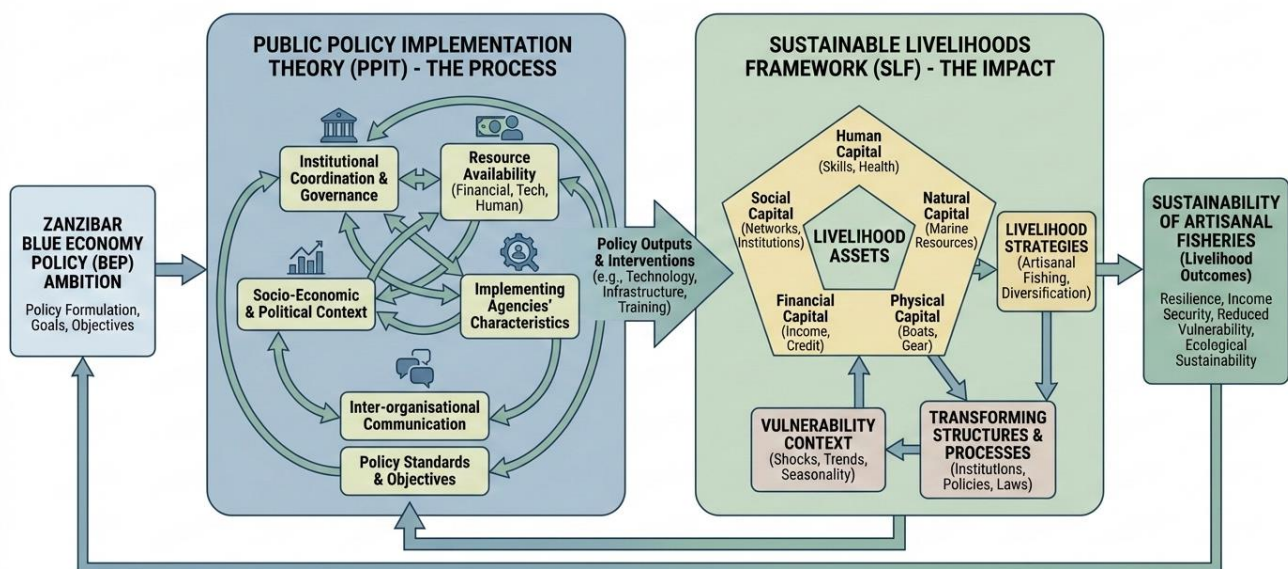 PUBLIC POLICY IMPLEMENTATION
THEORY (PPIT) - THE PROCESS
SUSTAINABLE LIVELIHOODS
FRAMEWORK (SLF) - THE IMPACT
ZANZIBAR
BLUE ECONOMY
POLICY (BEP)
AMBITION
Policy Formulation,
Goals, Objectives
Institutional
Coordination &
Governance
Resource
Availability
(Financial, Tech,
Human)
Socio-Economic
& Political Context
Implementing
Agencies'
Characteristics
Inter-organisational
Communication
Policy Standards
& Objectives
Policy Outputs
& Interventions
(e.g., Technology,
Infrastructure,
Training)
Human
Capital
(Skills, Health)
Social
Capital
(Networks,
Institutions)
Natural
Capital
(Marine
Resources)
LIVELIHOOD
ASSETS
Financial
Capital
(Income,
Credit)
Physical
Capital
(Boats,
Gear)
LIVELIHOOD
STRATEGIES
(Artisanal
Fishing,
Diversification)
VULNERABILITY
CONTEXT
(Shocks, Trends,
Seasonality)
TRANSFORMING
STRUCTURES &
PROCESSES
(Institutions,
Policies, Laws)
SUSTAINABILITY
OF ARTISANAL
FISHERIES
(Livelihood
Outcomes)
Resilience, Income
Security, Reduced
Vulnerability,
Ecological
Sustainability